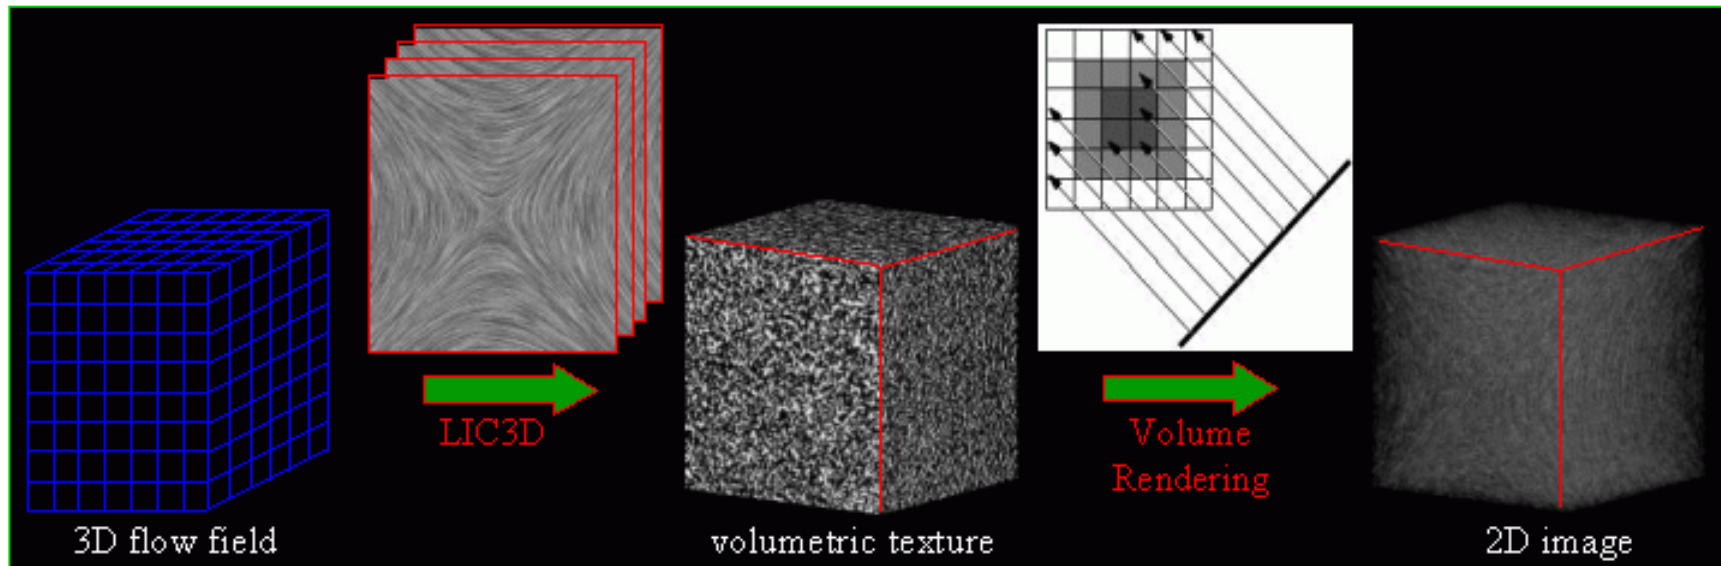 LIC3D
Volume
Rendering
3D flow field
volumetric texture
2D image